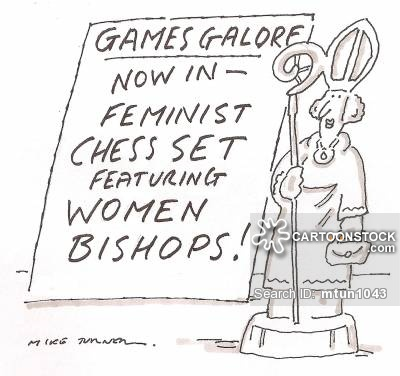 GAMES GALORE
NOW IN —
FEMINIST
CHESS SET
FEATURING
WOMEN
BISHOPS!
CARTOONSTOCK
.com
Search ID: mtun1043
MIKE TURNER.